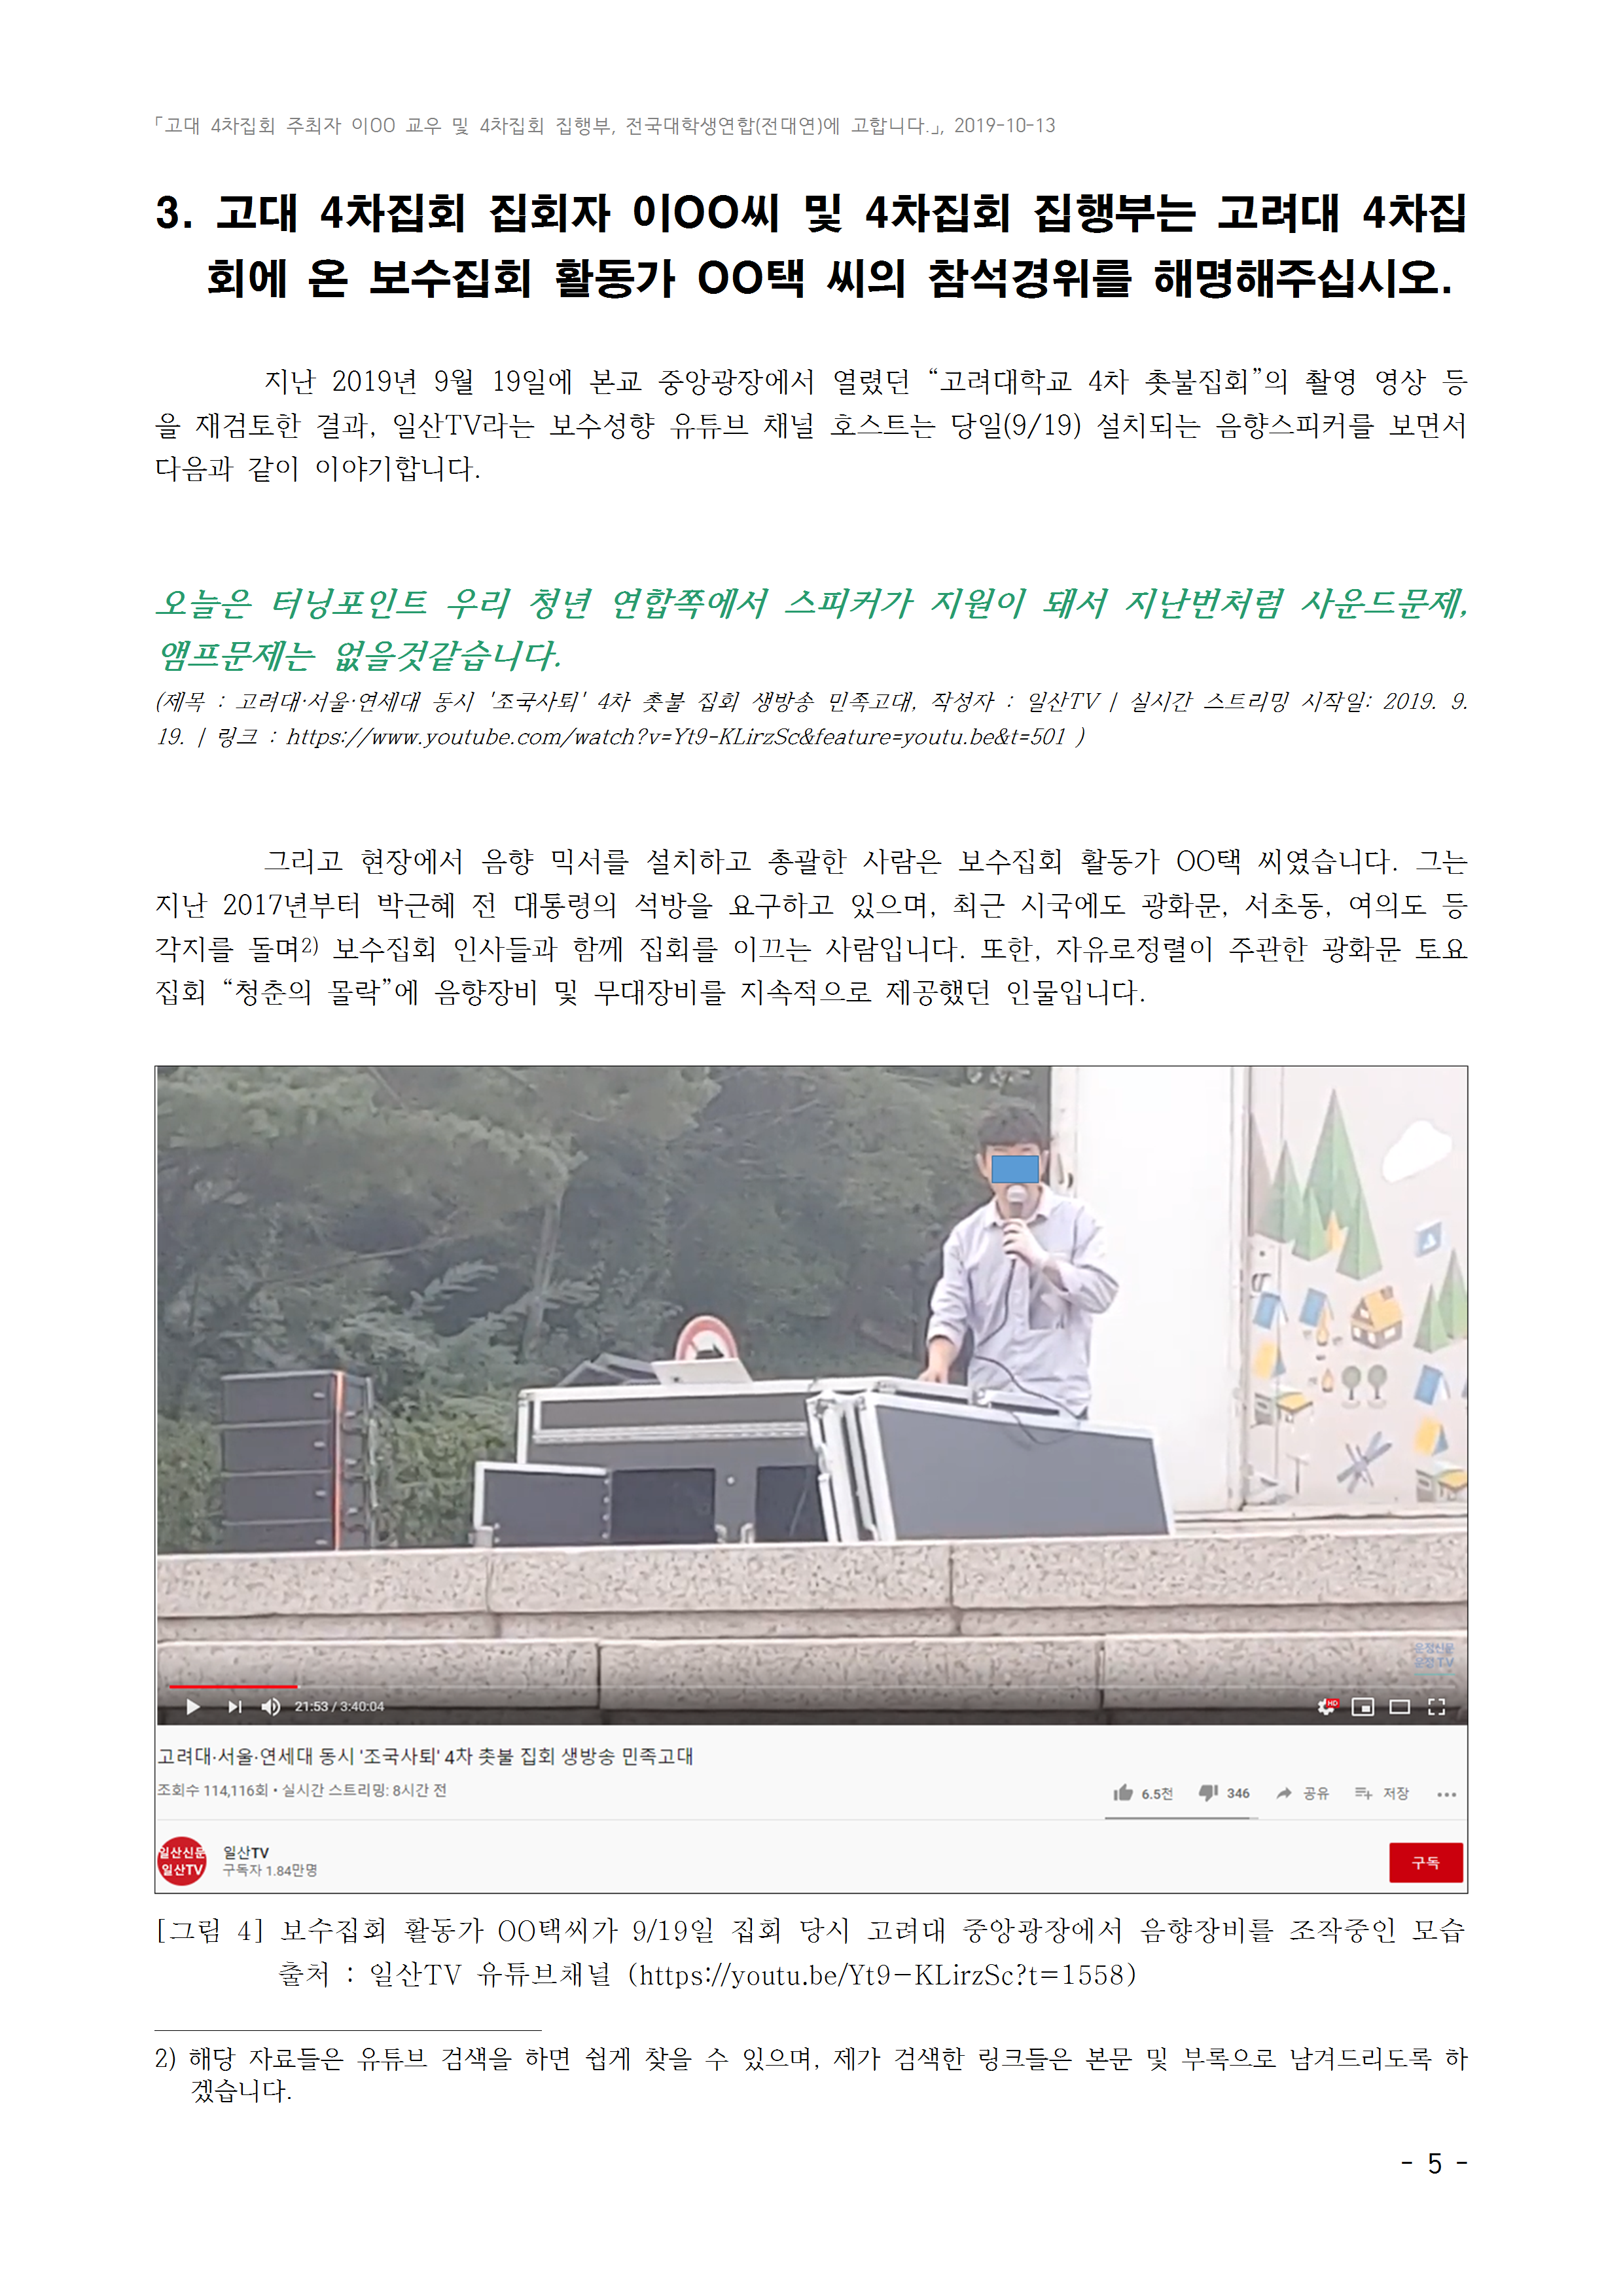 「고대 4차집회 주최자 이OO 교우 및 4차집회 집행부, 전국대학생연합(전대연)에 고합니다.」, 2019-10-13
3. 고대 4차집회 집회자 이OO씨 및 4차집회 집행부는 고려대 4차집
회에 온 보수집회 활동가 OO택 씨의 참석경위를 해명해주십시오.
지난 2019년 9월 19일에 본교 중앙광장에서 열렸던 “고려대학교 4차 촛불집회”의 촬영 영상 등
을 재검토한 결과, 일산TV라는 보수성향 유튜브 채널 호스트는 당일(9/19) 설치되는 음향스피커를 보면서
다음과 같이 이야기합니다.
오늘은 터닝포인트 우리 청년 연합쪽에서 스피커가 지원이 돼서 지난번처럼 사운드문제,
앰프문제는 없을것같습니다.
(제목 : 고려대·서울·연세대 동시 '조국사퇴' 4차 촛불 집회 생방송 민족고대, 작성자 : 일산TV | 실시간 스트리밍 시작일: 2019. 9.
19. | 링크 : https://www.youtube.com/watch?v=Yt9-KLirzSc&feature=youtu.be&t=501 )
그리고 현장에서 음향 믹서를 설치하고 총괄한 사람은 보수집회 활동가 OO택 씨였습니다. 그는
지난 2017년부터 박근혜 전 대통령의 석방을 요구하고 있으며, 최근 시국에도 광화문, 서초동, 여의도 등
각지를 돌며2) 보수집회 인사들과 함께 집회를 이끄는 사람입니다. 또한, 자유로정렬이 주관한 광화문 토요
집회 “청춘의 몰락”에 음향장비 및 무대장비를 지속적으로 제공했던 인물입니다.
21:53 / 3:40:04
HD
고려대·서울·연세대 동시 '조국사퇴' 4차 촛불 집회 생방송 민족고대
조회수 114,116회 • 실시간 스트리밍: 8시간 전
6.5천 346 공유 저장
일산신문
일산TV
일산TV
구독자 1.84만명
구독
[그림 4] 보수집회 활동가 OO택씨가 9/19일 집회 당시 고려대 중앙광장에서 음향장비를 조작중인 모습
출처 : 일산TV 유튜브채널 (https://youtu.be/Yt9-KLirzSc?t=1558)
2) 해당 자료들은 유튜브 검색을 하면 쉽게 찾을 수 있으며, 제가 검색한 링크들은 본문 및 부록으로 남겨드리도록 하
겠습니다.
- 5 -